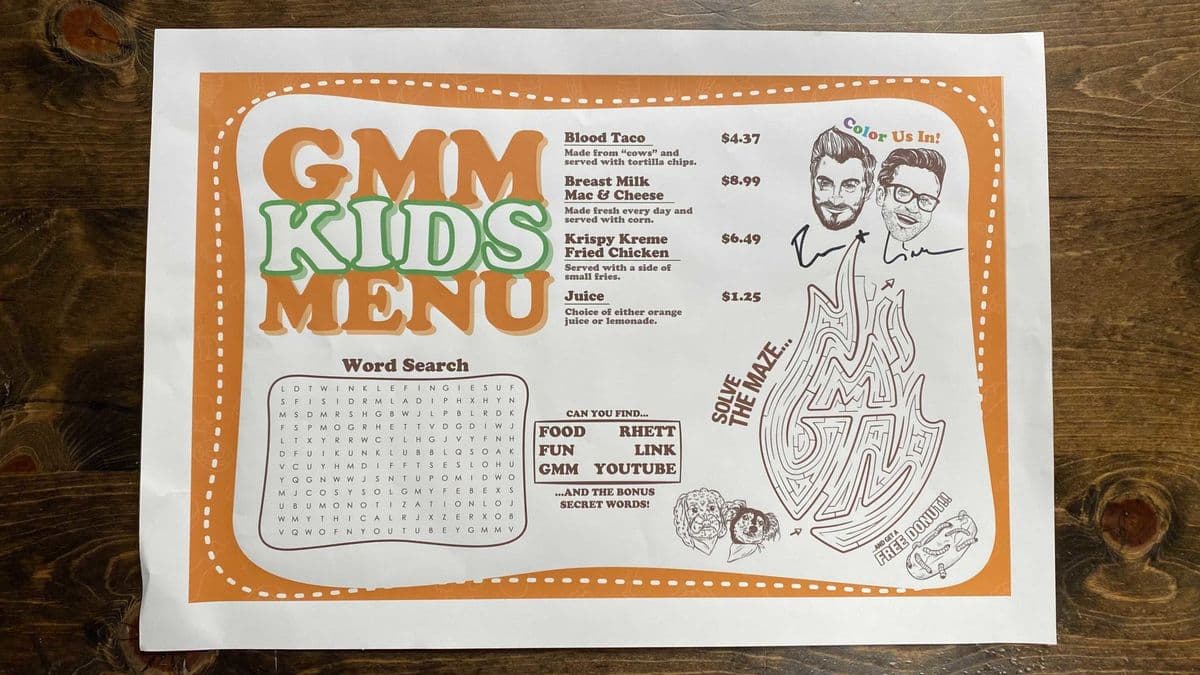 GMM
KIDS
MENU
Blood Taco $4.37
Made from “cows” and
served with tortilla chips.
Breast Milk $8.99
Mac & Cheese
Made fresh every day and
served with corn.
Krispy Kreme $6.49
Fried Chicken
Served with a side of
small fries.
Juice $1.25
Choice of either orange
juice or lemonade.
Color Us In!
Word Search
L D T W I N K L E F I N G I E S U F
S F I S I D R M L A D I P H X H Y N
M S D M R S H G B W J L P B L R D K
F S P M O G R H E T T V D G D I W J
L T X Y R R W C Y L H G J V Y F N H
D F U I K U N K L U B B L Q S O A K
V C U Y H M D I F F T S E S L O H U
Y Q G N W W J S N T U P O M I D W O
M J C O S Y S O L G M Y F E B E X S
U B U M O N O T I Z A T I O N L O J
W M Y T H I C A L R J X Z E R X O B
V Q W O F N Y O U T U B E Y G M M V
CAN YOU FIND...
FOOD RHETT
FUN LINK
GMM YOUTUBE
...AND THE BONUS
SECRET WORDS!
SOLVE
THE MAZE...
...AND GET A
FREE DONUT!!